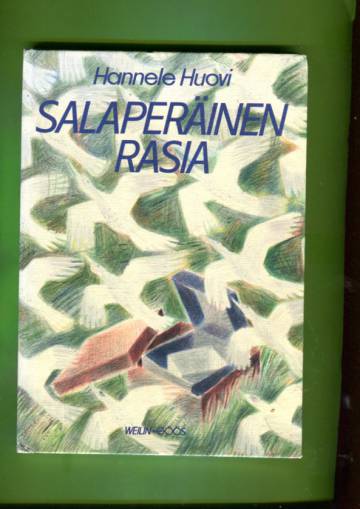 Hannele Huovi
SALAPERÄINEN
RASIA
WEILIN+GÖÖS